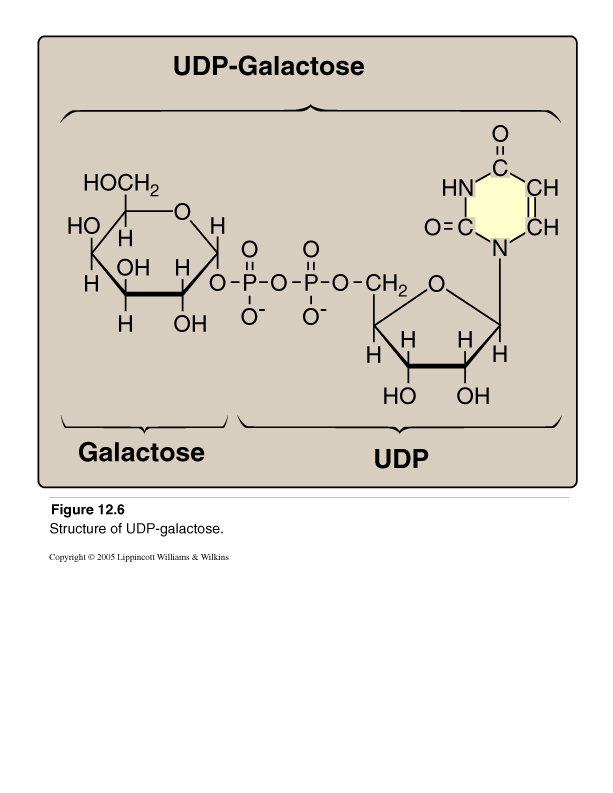 UDP-Galactose
O
C
HN
CH
O=C
CH
N
HOCH2
O
HO
H
H
H
OH
H
H
OH
O-P-O-P-O-CH2
O
O
O-
O-
O
H
H
H
H
HO
OH
Galactose
UDP
Figure 12.6
Structure of UDP-galactose.
Copyright © 2005 Lippincott Williams & Wilkins